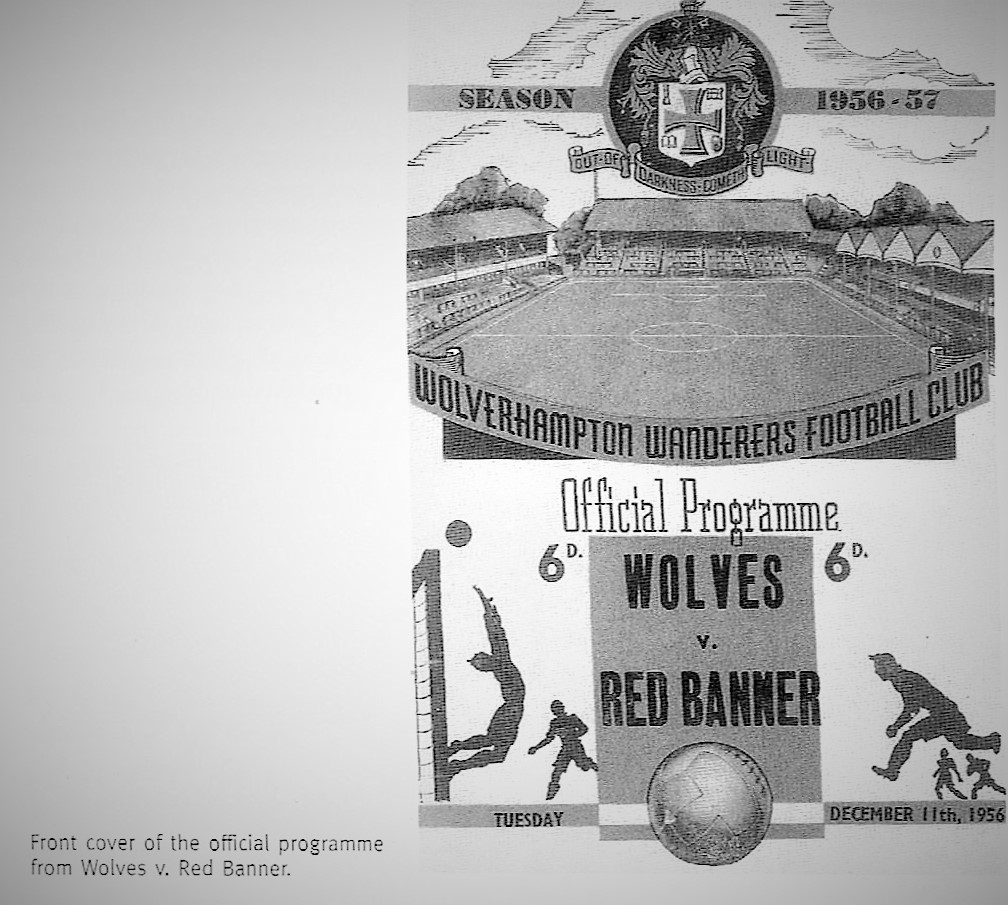 SEASON 1956-57
OUT·OF DARKNESS·COMETH LIGHT·
WOLVERHAMPTON WANDERERS FOOTBALL CLUB
Official Programme
6D. 6D.
WOLVES
v.
RED BANNER
TUESDAY DECEMBER 11th, 1956
Front cover of the official programme
from Wolves v. Red Banner.